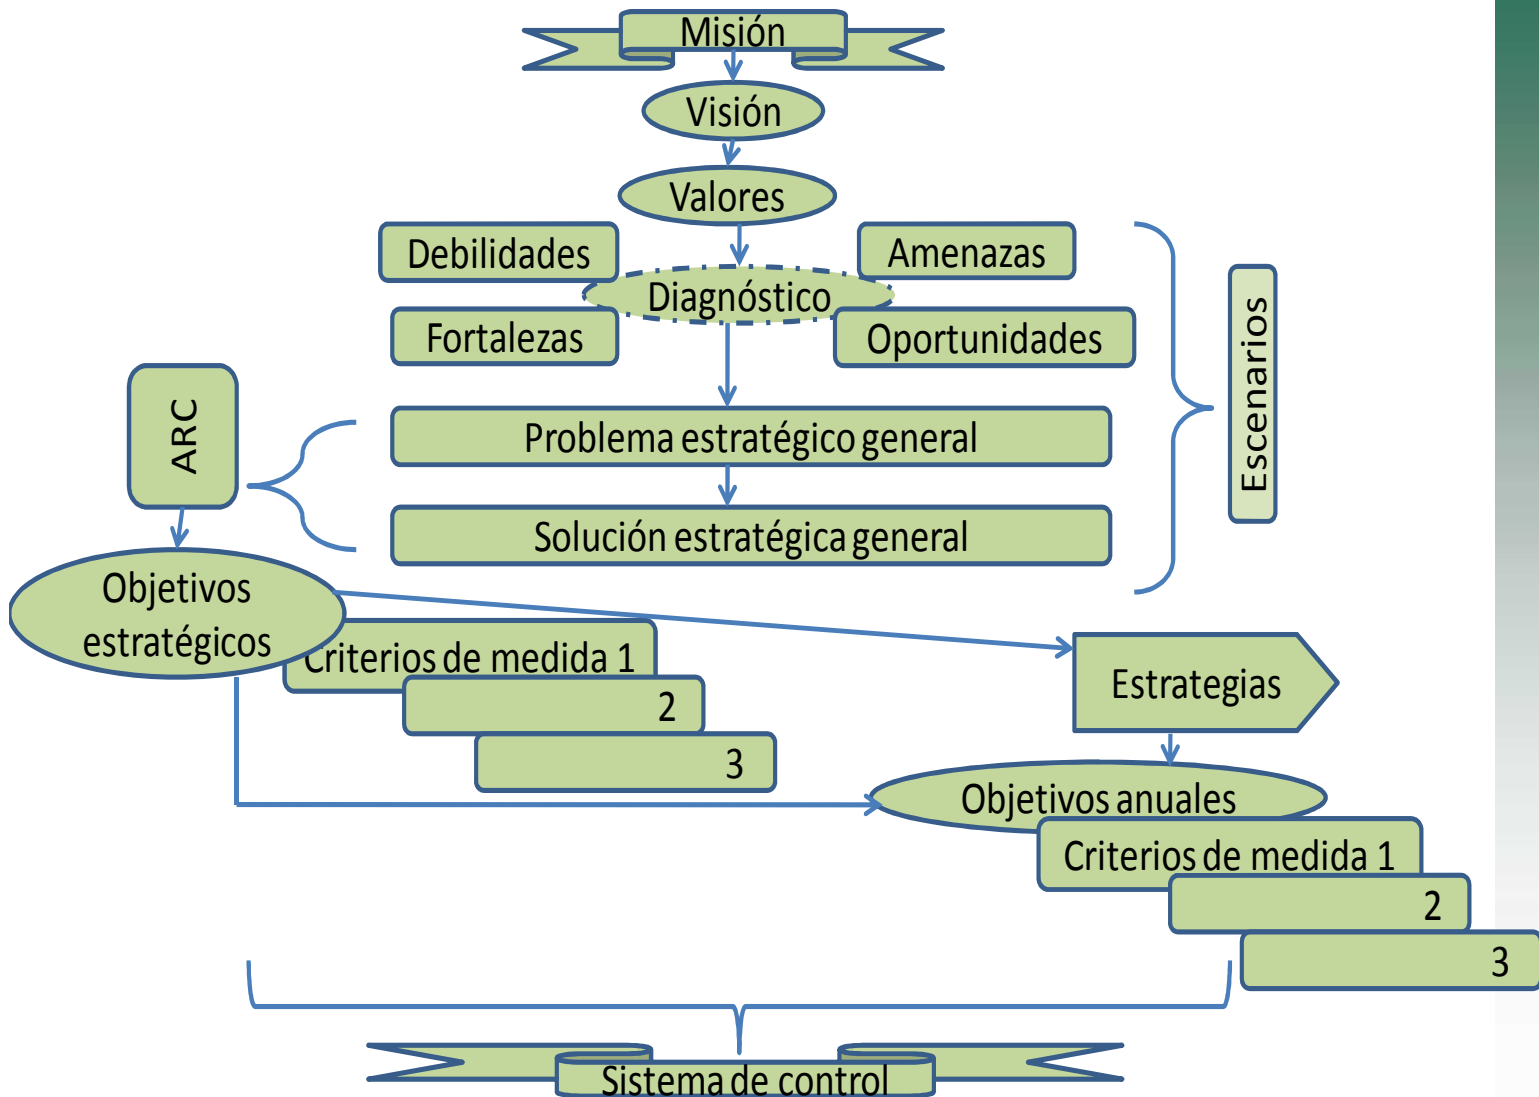 Misión
Visión
Valores
Debilidades
Amenazas
Diagnóstico
Fortalezas
Oportunidades
Escenarios
ARC
Problema estratégico general
Solución estratégica general
Objetivos
estratégicos
Criterios de medida 1
2
3
Estrategias
Objetivos anuales
Criterios de medida 1
2
3
Sistema de control